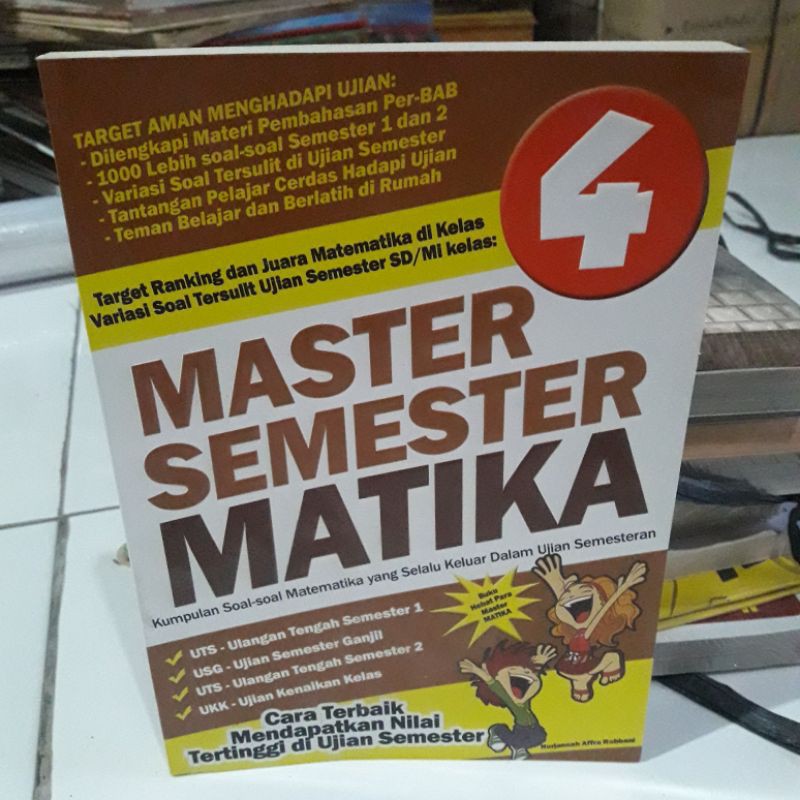 TARGET AMAN MENGHADAPI UJIAN:
- Dilengkapi Materi Pembahasan Per-BAB
- 1000 Lebih soal-soal Semester 1 dan 2
- Variasi Soal Tersulit di Ujian Semester
- Tantangan Pelajar Cerdas Hadapi Ujian
- Teman Belajar dan Berlatih di Rumah
Target Ranking dan Juara Matematika di Kelas
Variasi Soal Tersulit Ujian Semester SD/MI kelas:
4
MASTER
SEMESTER
MATIKA
Kumpulan Soal-soal Matematika yang Selalu Keluar Dalam Ujian Semesteran
UTS - Ulangan Tengah Semester 1
USG - Ujian Semester Ganjil
UTS - Ulangan Tengah Semester 2
UKK - Ujian Kenaikan Kelas
Buku
Hebat Para
Master
MATIKA
Cara Terbaik
Mendapatkan Nilai
Tertinggi di Ujian Semester
Nurjannah Affra Rabbani